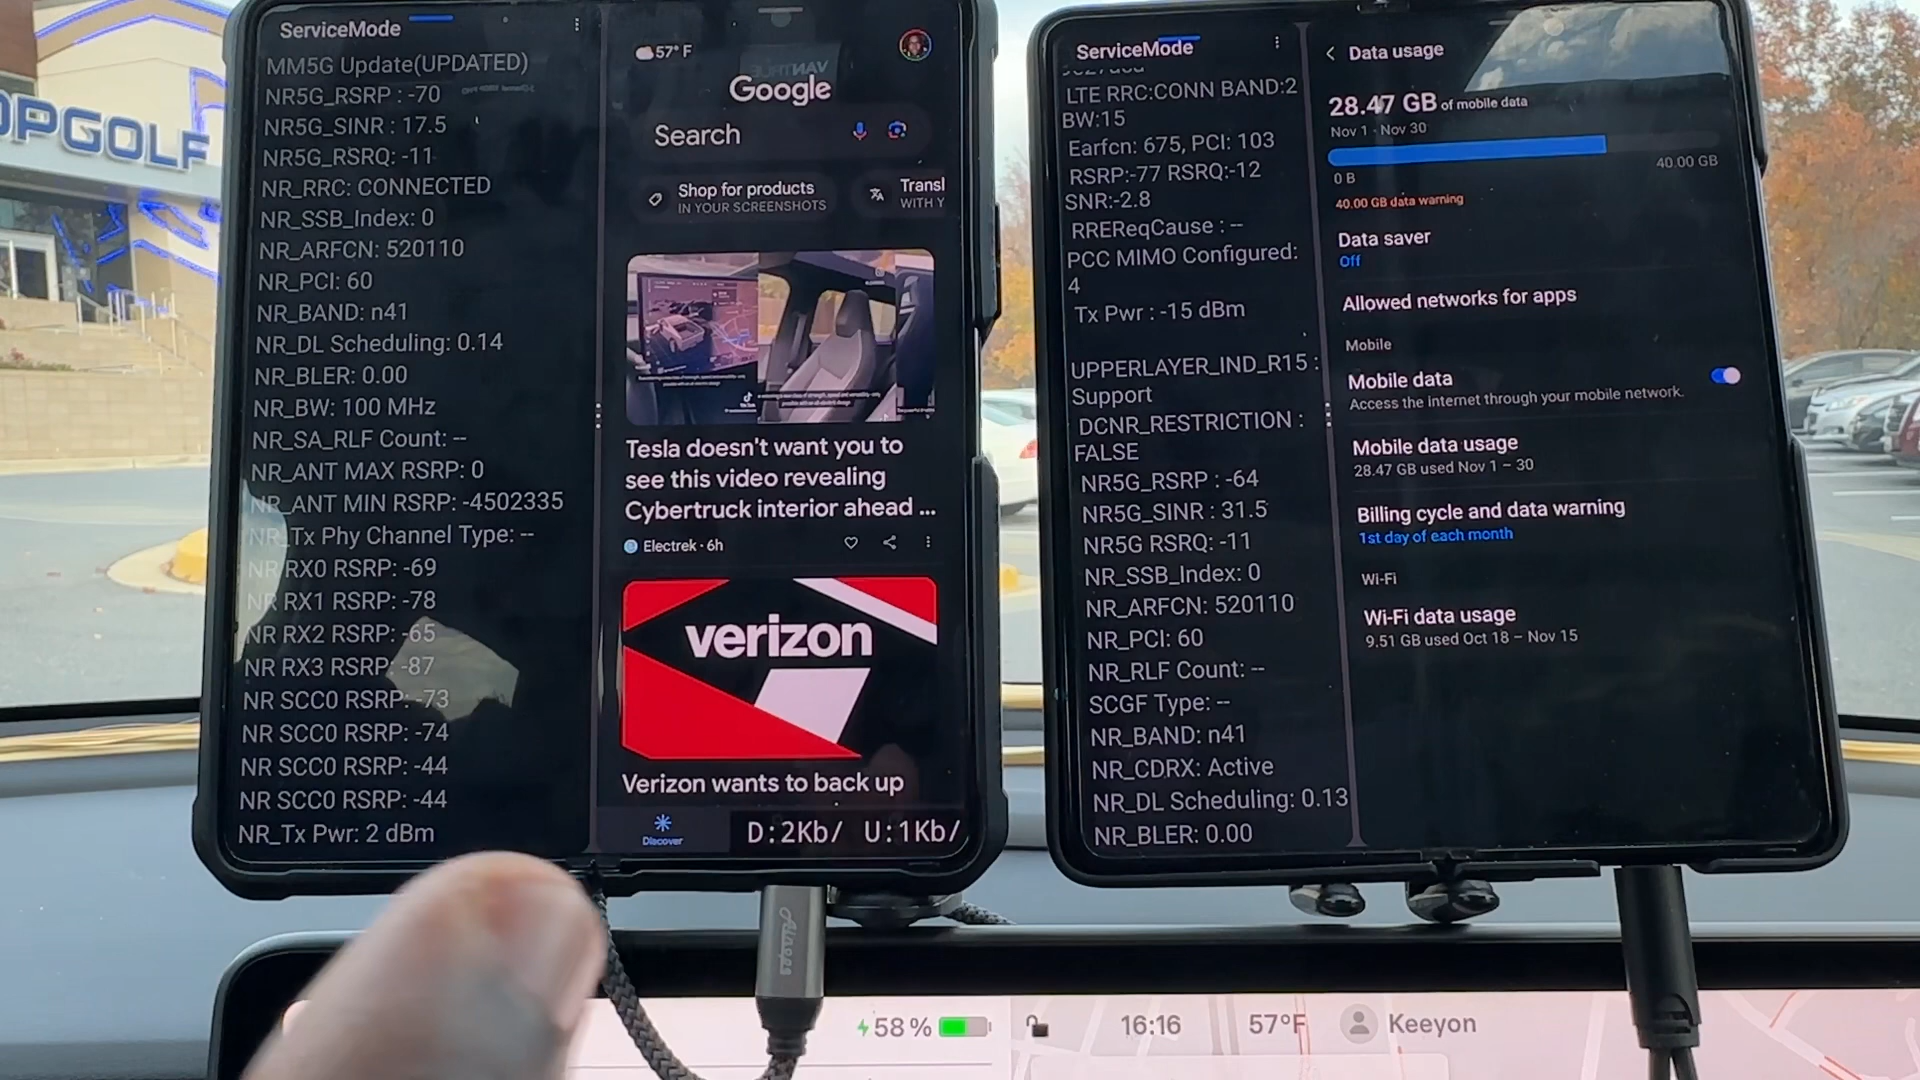 OPGOLF
ServiceMode
MM5G Update(UPDATED)
NR5G_RSRP : -70
NR5G_SINR : 17.5
NR5G_RSRQ: -11
NR_RRC: CONNECTED
NR_SSB_Index: 0
NR_ARFCN: 520110
NR_PCI: 60
NR_BAND: n41
NR_DL Scheduling: 0.14
NR_BLER: 0.00
NR_BW: 100 MHz
NR_SA_RLF Count: --
NR_ANT MAX RSRP: 0
NR_ANT MIN RSRP: -4502335
NR_Tx Phy Channel Type: --
NR RX0 RSRP: -69
NR RX1 RSRP: -78
NR RX2 RSRP: -65
NR RX3 RSRP: -87
NR SCC0 RSRP: -73
NR SCC0 RSRP: -74
NR SCC0 RSRP: -44
NR SCC0 RSRP: -44
NR_Tx Pwr: 2 dBm
57° F
VANTRUE
Google
Search
Shop for products
IN YOUR SCREENSHOTS
Transl
WITH Y
Tesla doesn't want you to
see this video revealing
Cybertruck interior ahead ...
Electrek · 6h
verizon
Verizon wants to back up
Discover
D:2Kb/ U:1Kb/
ServiceMode
LTE RRC:CONN BAND:2
BW:15
Earfcn: 675, PCI: 103
RSRP:-77 RSRQ:-12
SNR:-2.8
RREReqCause : --
PCC MIMO Configured:
4
Tx Pwr : -15 dBm
UPPERLAYER_IND_R15 :
Support
DCNR_RESTRICTION :
FALSE
NR5G_RSRP : -64
NR5G_SINR : 31.5
NR5G RSRQ: -11
NR_SSB_Index: 0
NR_ARFCN: 520110
NR_PCI: 60
NR_RLF Count: --
SCGF Type: --
NR_BAND: n41
NR_CDRX: Active
NR_DL Scheduling: 0.13
NR_BLER: 0.00
Data usage
28.47 GB of mobile data
Nov 1 - Nov 30
40.00 GB
0 B
40.00 GB data warning
Data saver
Off
Allowed networks for apps
Mobile
Mobile data
Access the internet through your mobile network.
Mobile data usage
28.47 GB used Nov 1 – 30
Billing cycle and data warning
1st day of each month
Wi-Fi
Wi-Fi data usage
9.51 GB used Oct 18 – Nov 15
Ainope
58 %
16:16
57°F
Keeyon